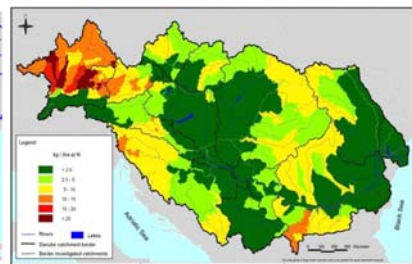 Legend
kg / (ha·a) N
< 2.5
2.5 - 5
5 - 10
10 - 15
15 - 20
> 20
Rivers
Lakes
Danube catchment border
Border investigated catchments
Adriatic Sea
Black Sea